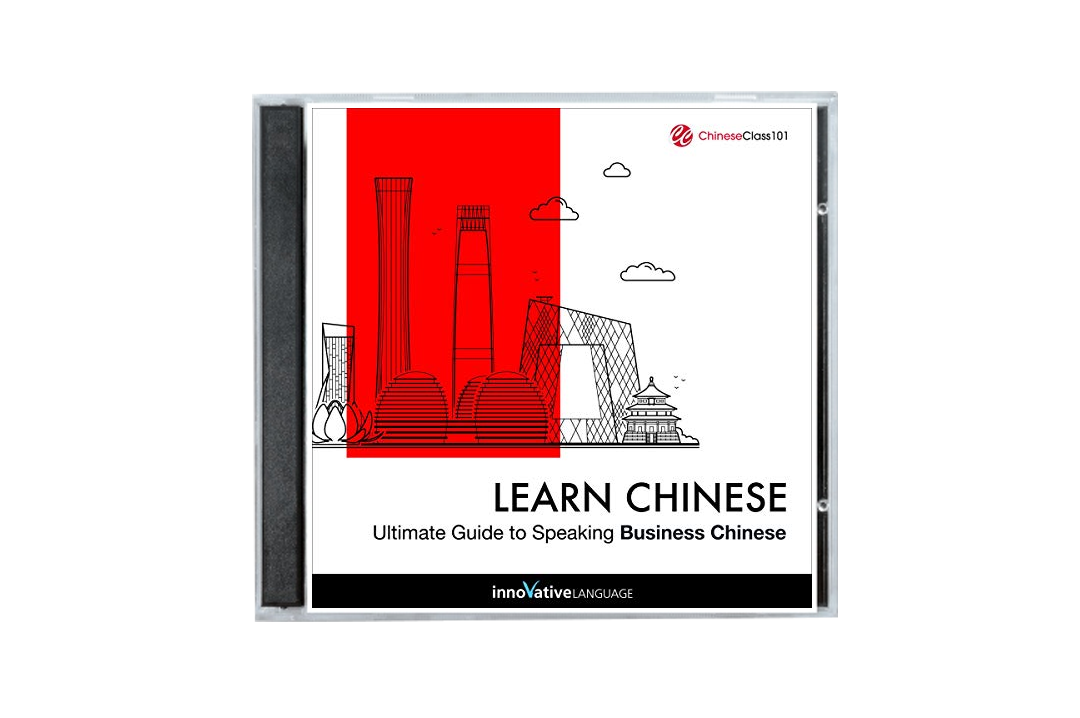 ChineseClass101
LEARN CHINESE
Ultimate Guide to Speaking Business Chinese
innoVativeLANGUAGE